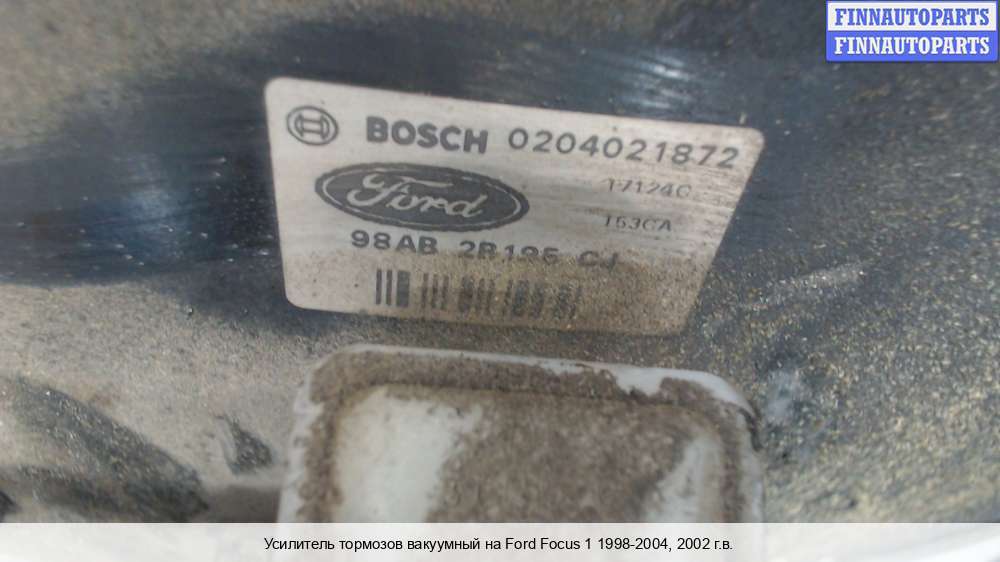 FINNAUTOPARTS
FINNAUTOPARTS
BOSCH 0204021872
Ford
17124C
153CA
98AB 2B195 CJ
Усилитель тормозов вакуумный на Ford Focus 1 1998-2004, 2002 г.в.